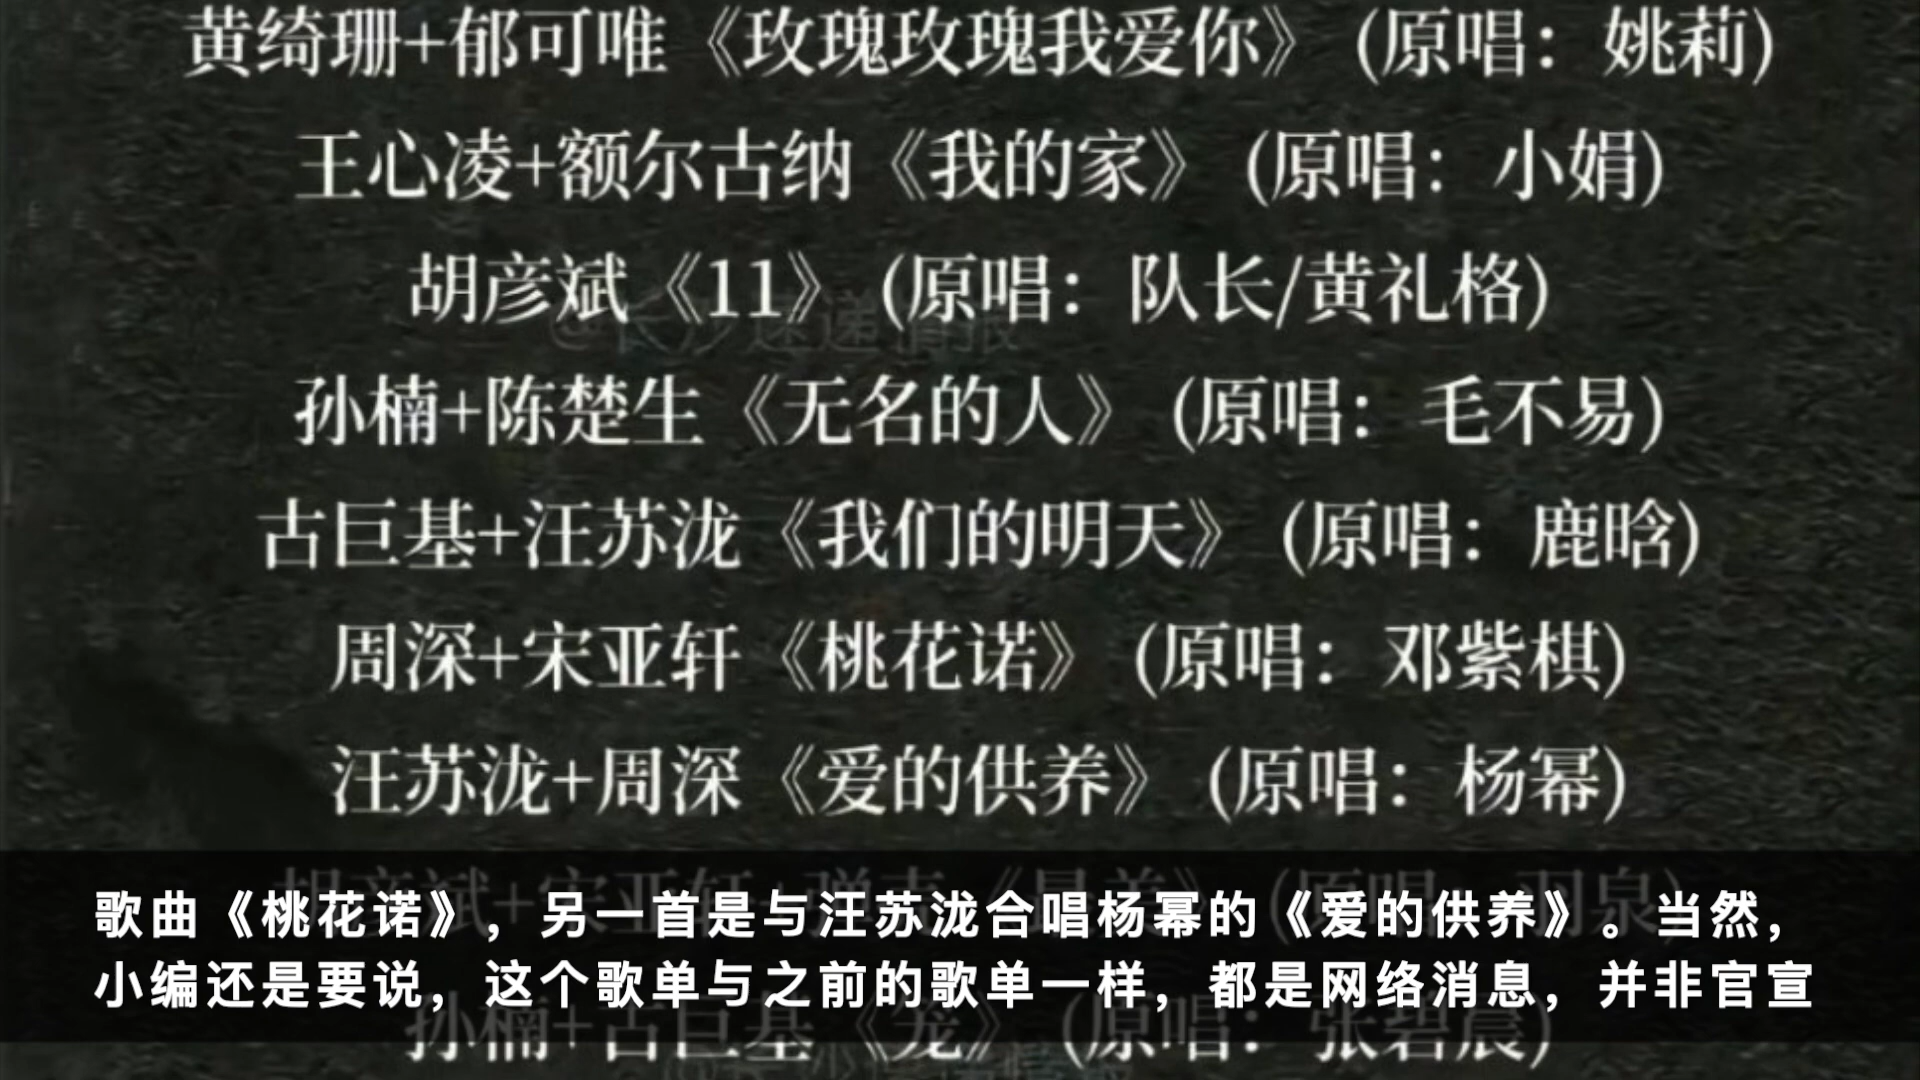 黄绮珊+郁可唯《玫瑰玫瑰我爱你》（原唱：姚莉）
王心凌+额尔古纳《我的家》（原唱：小娟）
胡彦斌《11》（原唱：队长/黄礼格）
孙楠+陈楚生《无名的人》（原唱：毛不易）
古巨基+汪苏泷《我们的明天》（原唱：鹿晗）
周深+宋亚轩《桃花诺》（原唱：邓紫棋）
汪苏泷+周深《爱的供养》（原唱：杨幂）
歌曲《桃花诺》，另一首是与汪苏泷合唱杨幂的《爱的供养》。当然，
小编还是要说，这个歌单与之前的歌单一样，都是网络消息，并非官宣
孙楠+古巨基《笼》（原唱：张碧晨）